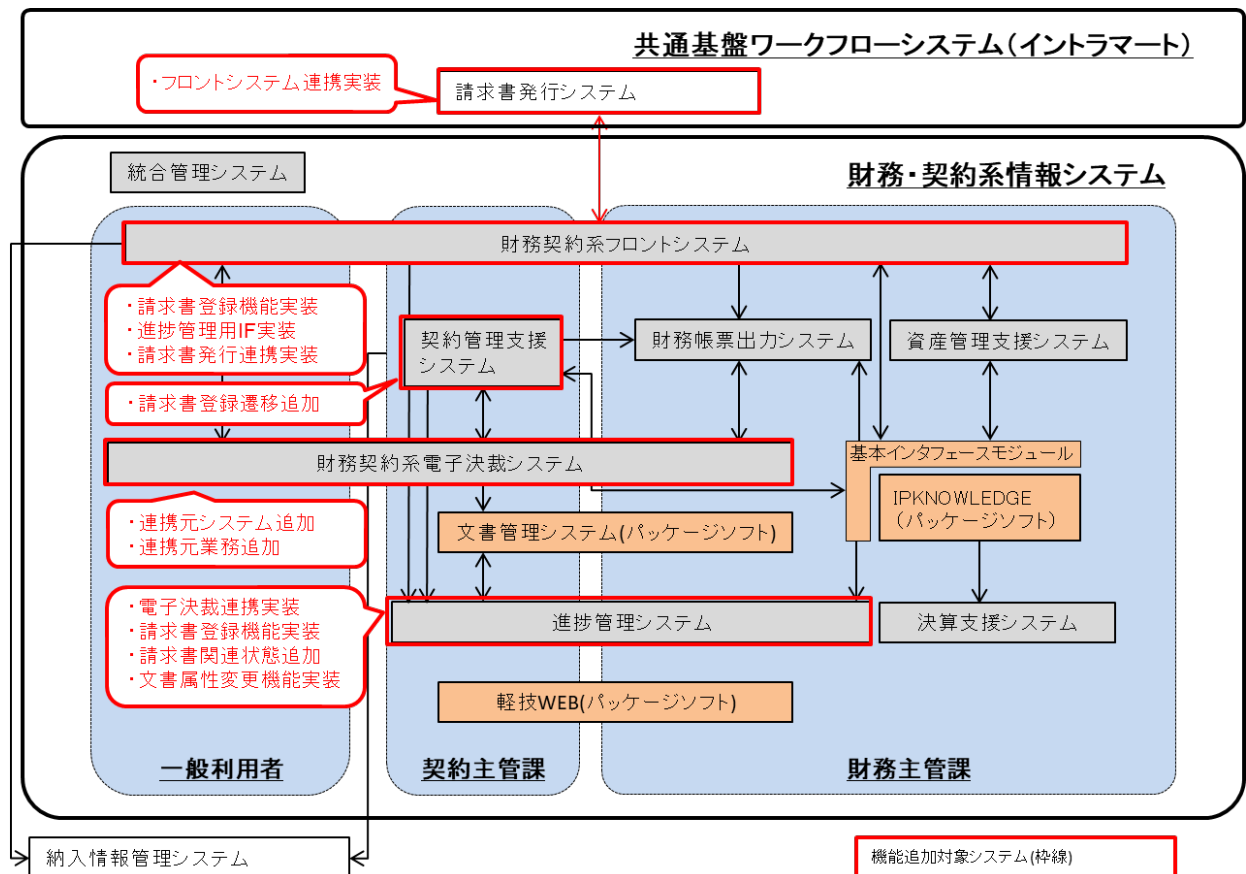 共通基盤ワークフローシステム(イントラマート)
・フロントシステム連携実装
請求書発行システム
統合管理システム
財務・契約系情報システム
財務契約系フロントシステム
・請求書登録機能実装
・進捗管理用IF実装
・請求書発行連携実装
契約管理支援
システム
財務帳票出力システム
資産管理支援システム
・請求書登録遷移追加
基本インタフェースモジュール
財務契約系電子決裁システム
IPKNOWLEDGE
(パッケージソフト)
・連携元システム追加
・連携元業務追加
文書管理システム(パッケージソフト)
・電子決裁連携実装
・請求書登録機能実装
・請求書関連状態追加
・文書属性変更機能実装
進捗管理システム
決算支援システム
軽技WEB(パッケージソフト)
一般利用者
契約主管課
財務主管課
納入情報管理システム
機能追加対象システム(枠線)